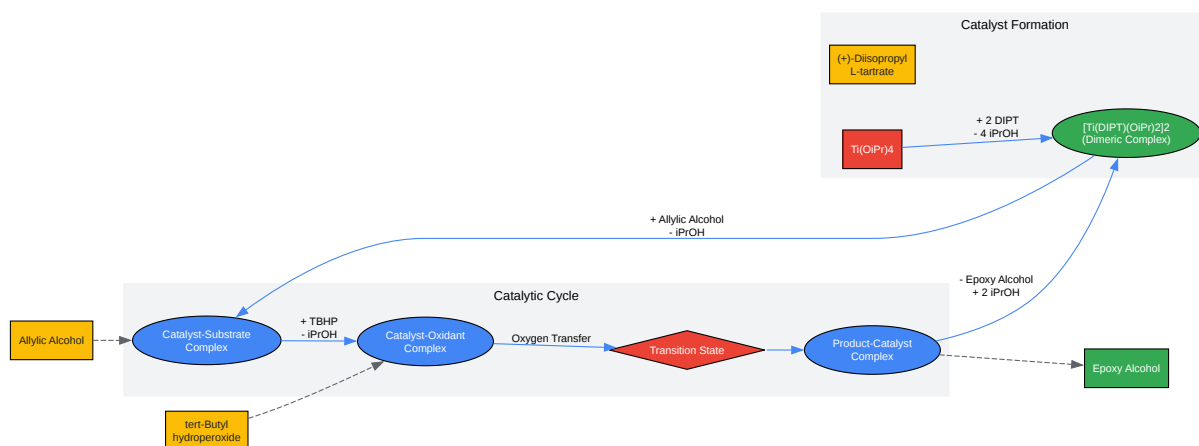 Catalyst Formation
(+)-Diisopropyl
L-tartrate
Ti(OiPr)4
+ 2 DIPT
- 4 iPrOH
[Ti(DIPT)(OiPr)2]2
(Dimeric Complex)
+ Allylic Alcohol
- iPrOH
- Epoxy Alcohol
+ 2 iPrOH
Catalytic Cycle
Allylic Alcohol
Catalyst-Substrate
Complex
+ TBHP
- iPrOH
Catalyst-Oxidant
Complex
Oxygen Transfer
Transition State
Product-Catalyst
Complex
Epoxy Alcohol
tert-Butyl
hydroperoxide